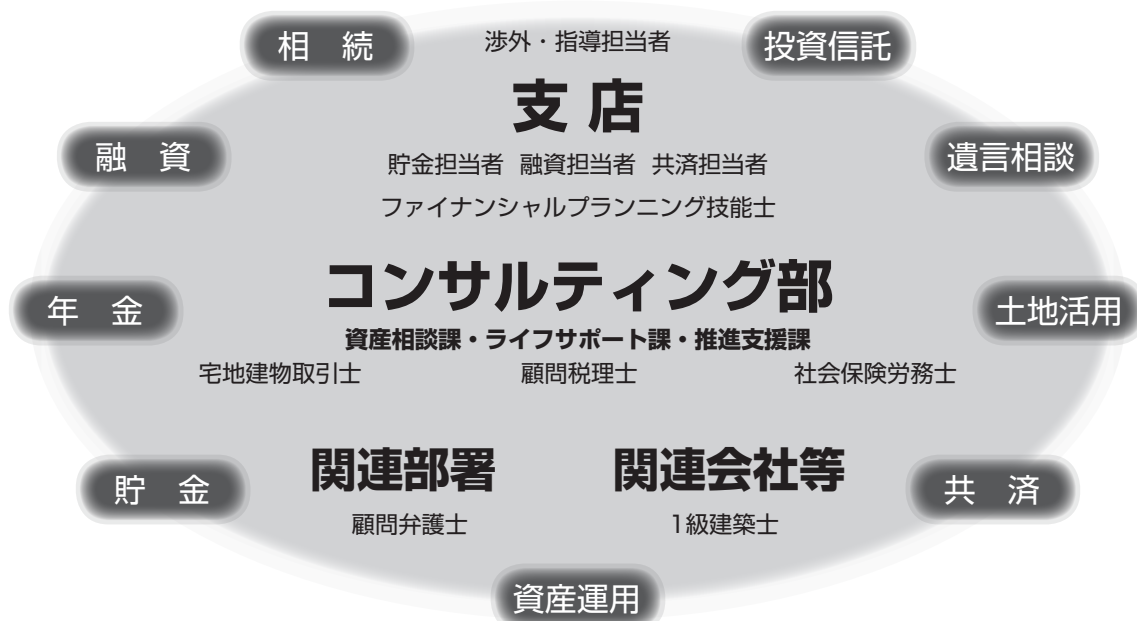 相　続
渉外・指導担当者
投資信託
支 店
融　資
貯金担当者 融資担当者 共済担当者
遺言相談
ファイナンシャルプランニング技能士
コンサルティング部
年　金
土地活用
資産相談課・ライフサポート課・推進支援課
宅地建物取引士
顧問税理士
社会保険労務士
関連部署
関連会社等
貯　金
共　済
顧問弁護士
1級建築士
資産運用